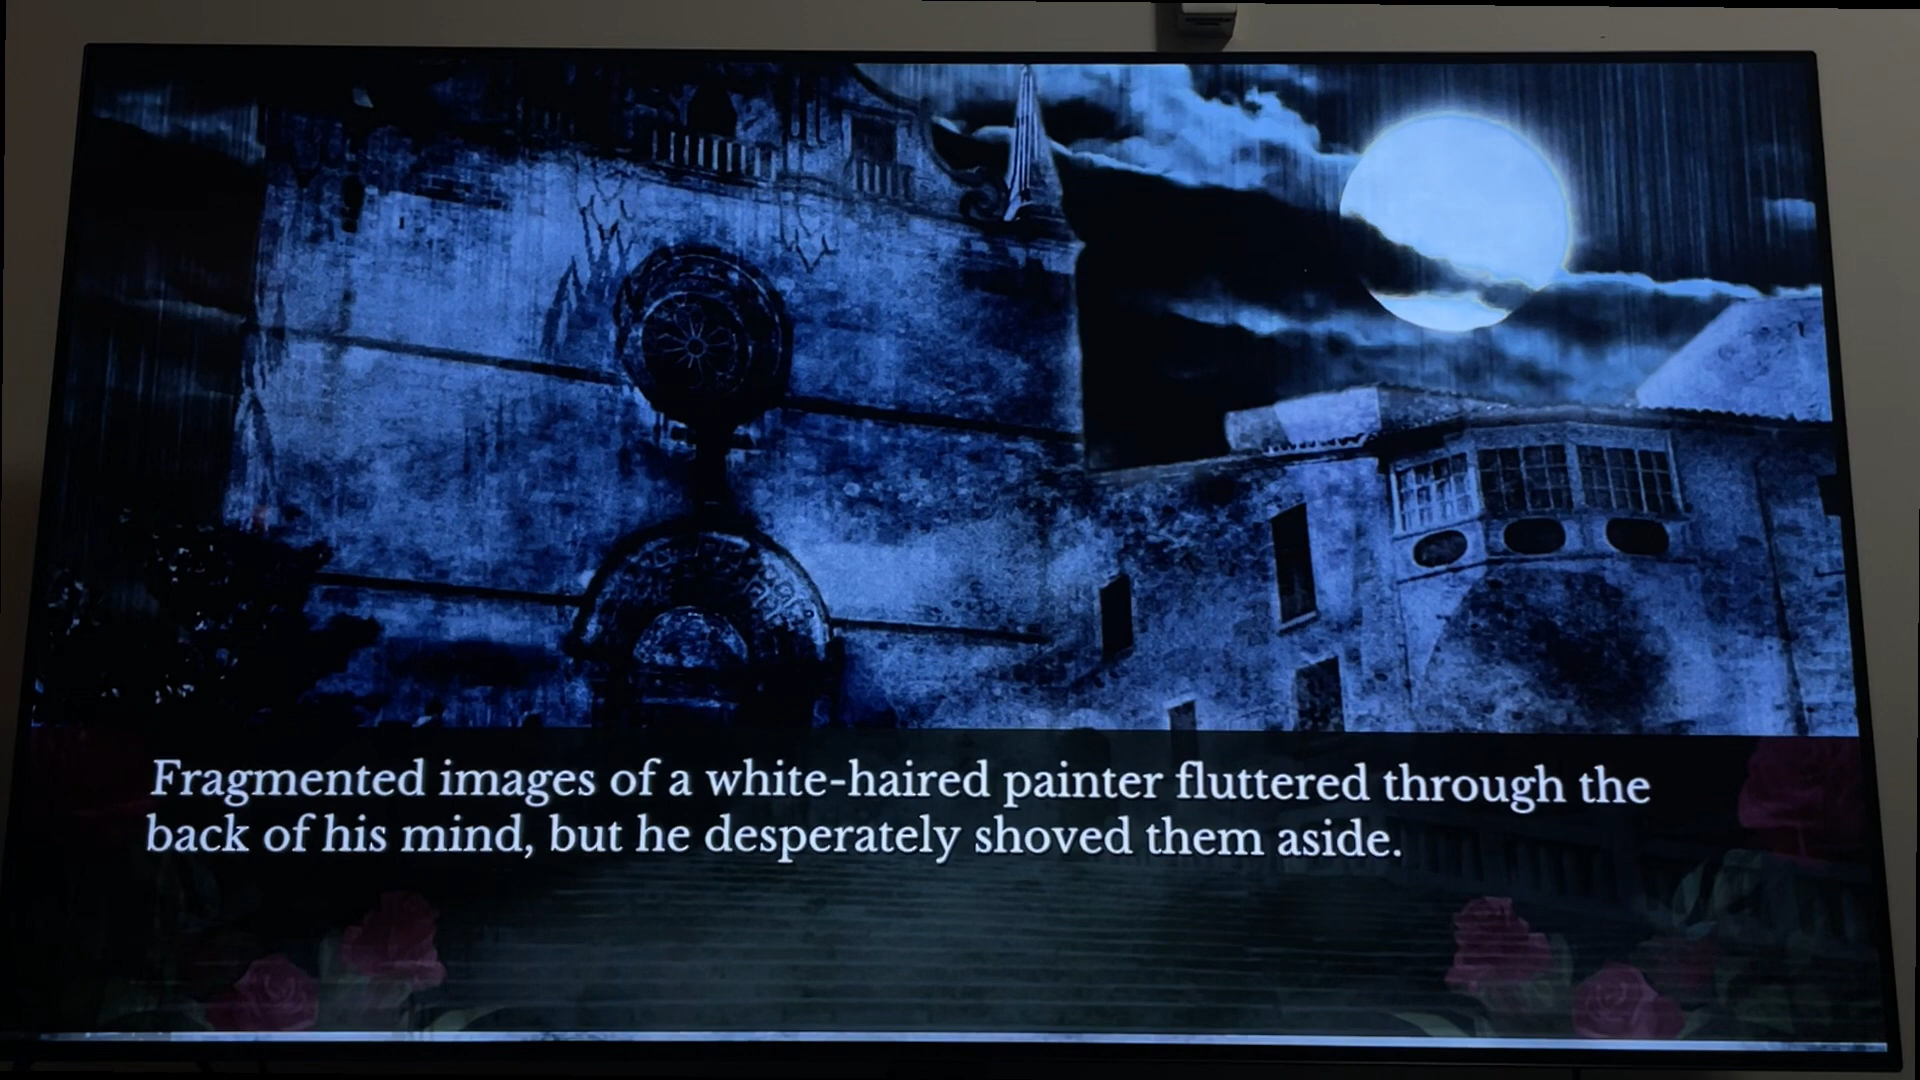 Fragmented images of a white-haired painter fluttered through the
back of his mind, but he desperately shoved them aside.